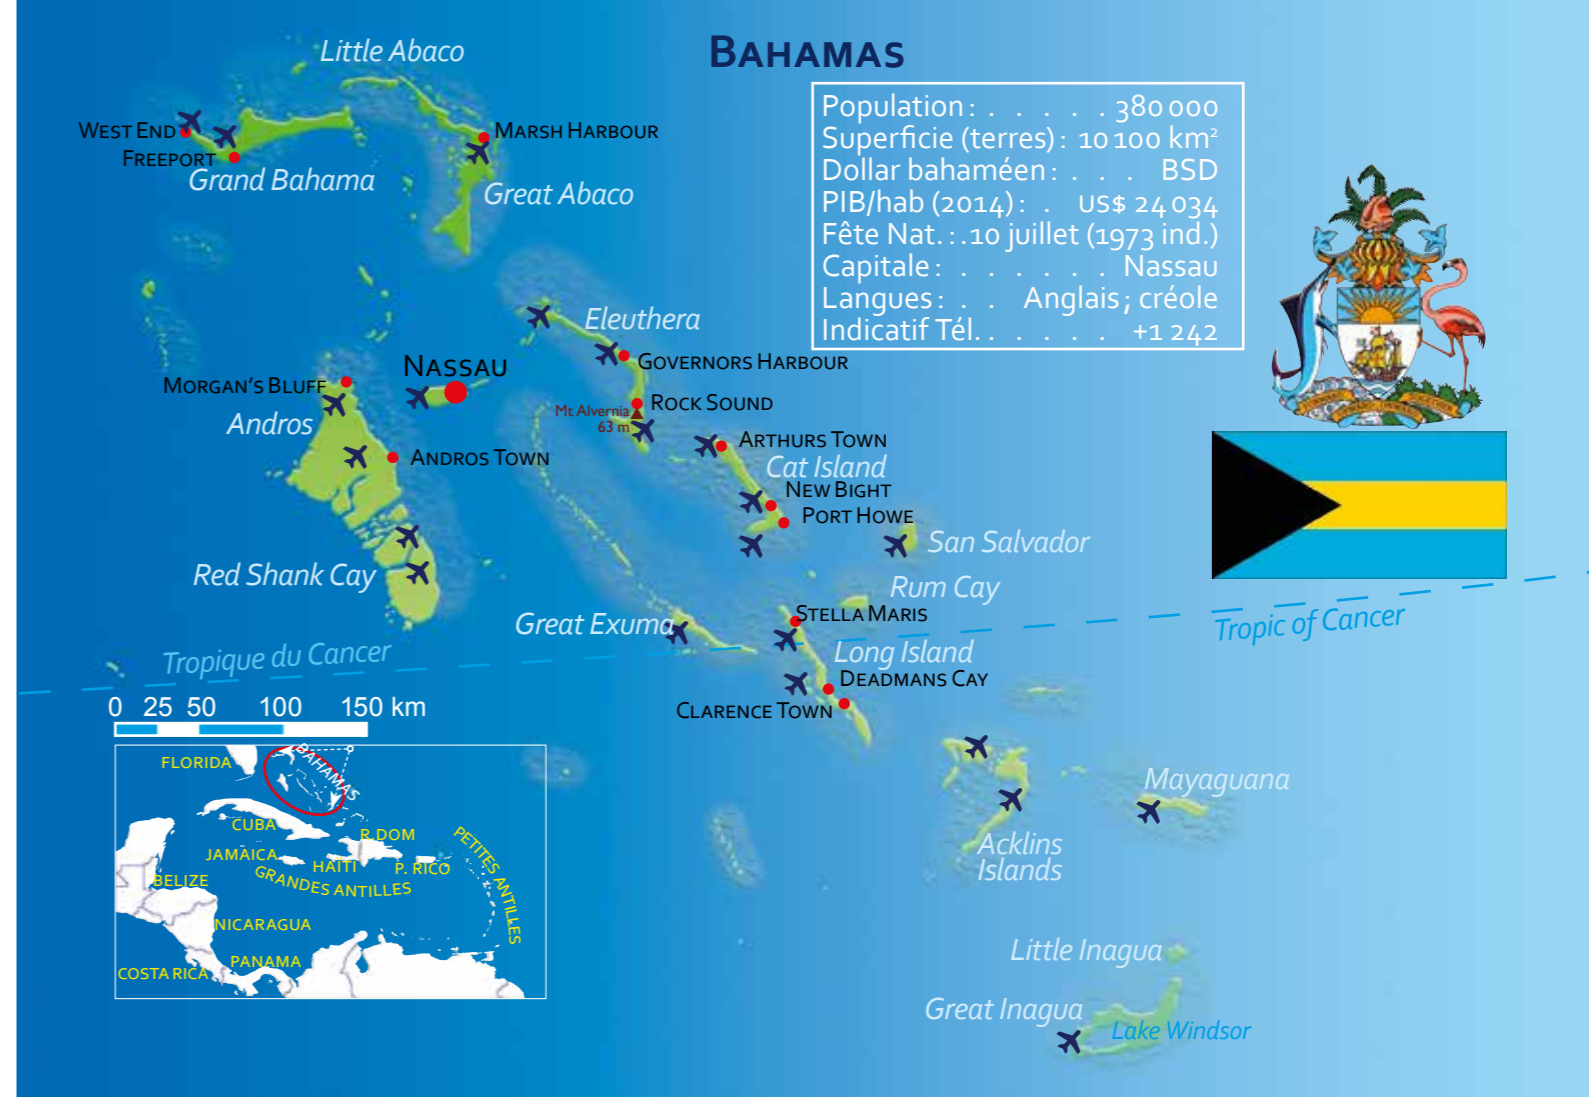 BAHAMAS
Population : . . . . . 380 000
Superficie (terres) : 10 100 km²
Dollar bahaméen : . . . BSD
PIB/hab (2014) : . US$ 24 034
Fête Nat. : . 10 juillet (1973 ind.)
Capitale : . . . . . . Nassau
Langues : . . Anglais ; créole
Indicatif Tél. . . . . . +1 242
Little Abaco
WEST END
FREEPORT
Grand Bahama
MARSH HARBOUR
Great Abaco
Eleuthera
GOVERNORS HARBOUR
NASSAU
MORGAN'S BLUFF
Andros
ROCK SOUND
Mt Alvernia
63 m
ANDROS TOWN
ARTHURS TOWN
Cat Island
NEW BIGHT
PORT HOWE
San Salvador
Red Shank Cay
Rum Cay
Great Exuma
STELLA MARIS
Tropic of Cancer
Tropique du Cancer
Long Island
DEADMANS CAY
CLARENCE TOWN
0 25 50 100 150 km
Mayaguana
Acklins
Islands
Little Inagua
Great Inagua
Lake Windsor
FLORIDA
BAHAMAS
CUBA
R.DOM
JAMAICA
HAÏTI
P. RICO
PETITES ANTILLES
BELIZE
GRANDES ANTILLES
NICARAGUA
COSTA RICA
PANAMA